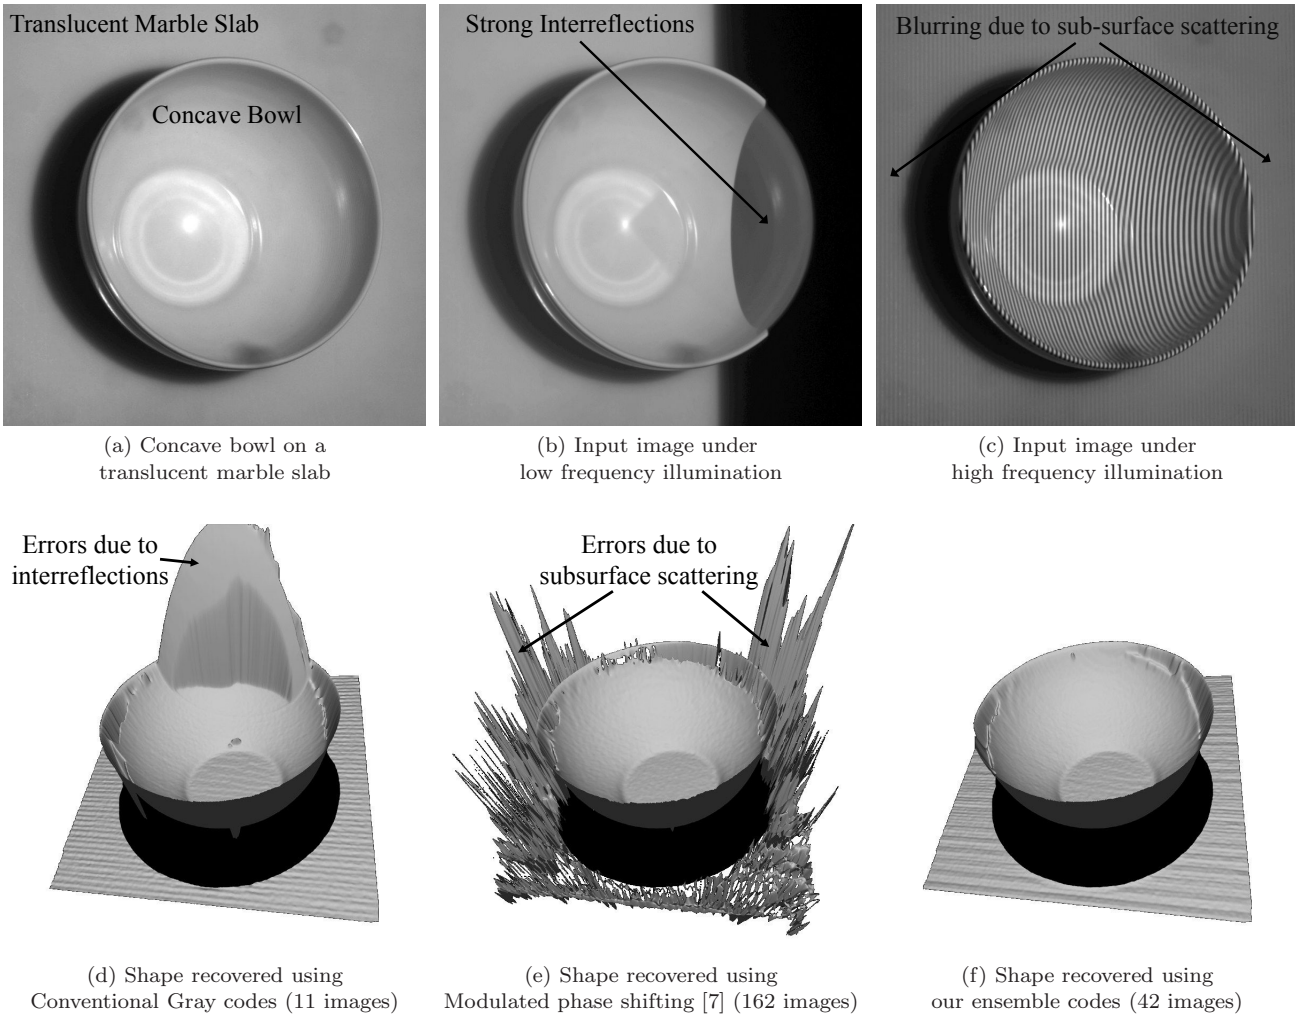 Translucent Marble Slab
Concave Bowl
Strong Interreflections
Blurring due to sub-surface scattering
(a) Concave bowl on a
translucent marble slab
(b) Input image under
low frequency illumination
(c) Input image under
high frequency illumination
Errors due to
interreflections
Errors due to
subsurface scattering
(d) Shape recovered using
Conventional Gray codes (11 images)
(e) Shape recovered using
Modulated phase shifting [7] (162 images)
(f) Shape recovered using
our ensemble codes (42 images)